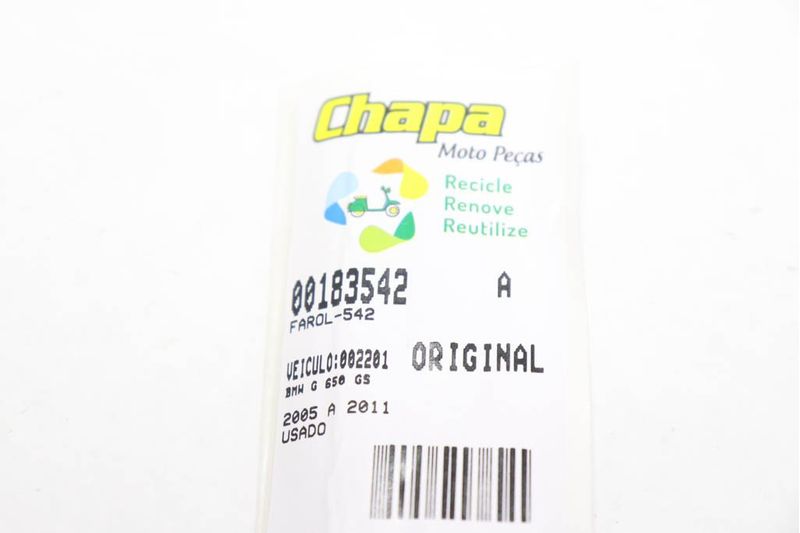 Chapa
Moto Peças
Recicle
Renove
Reutilize
00183542 A
FAROL-542
VEICULO:002201 ORIGINAL
BMW G 650 GS
2005 A 2011
USADO